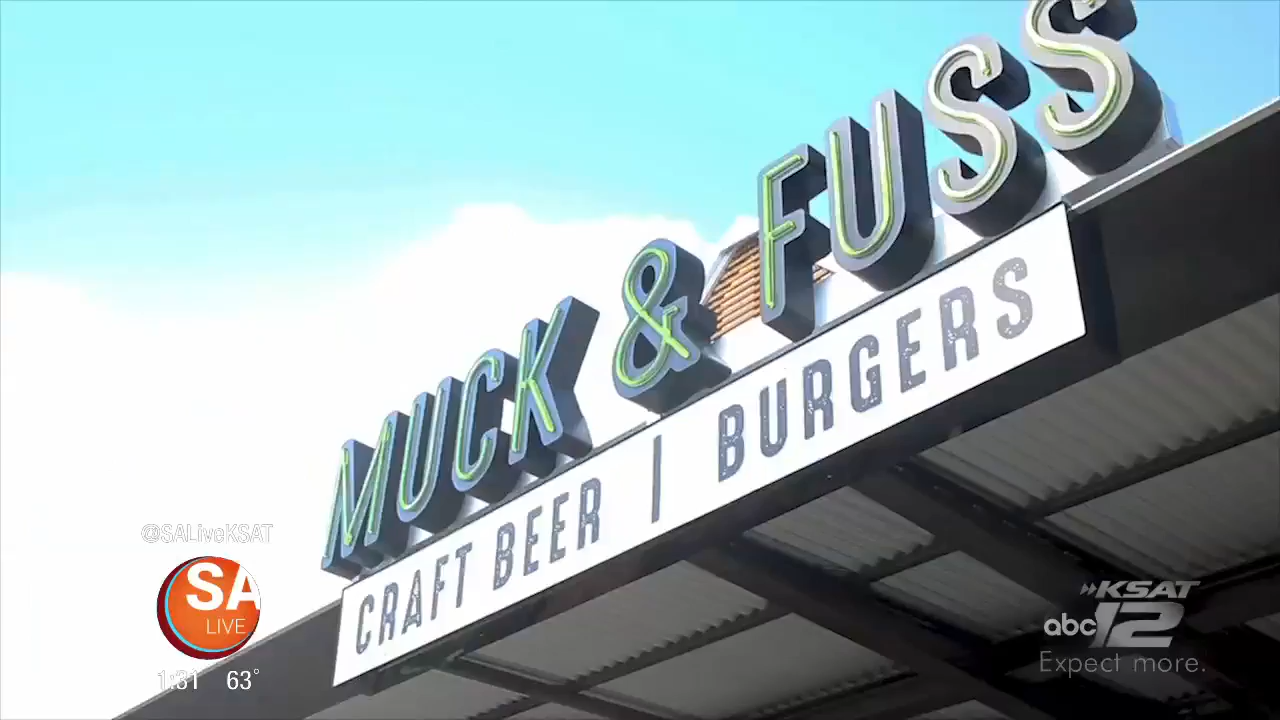 MUCK & FUSS
CRAFT BEER | BURGERS
@SALiveKSAT
SA
LIVE
1:31 63°
KSAT
abc 12
Expect more.